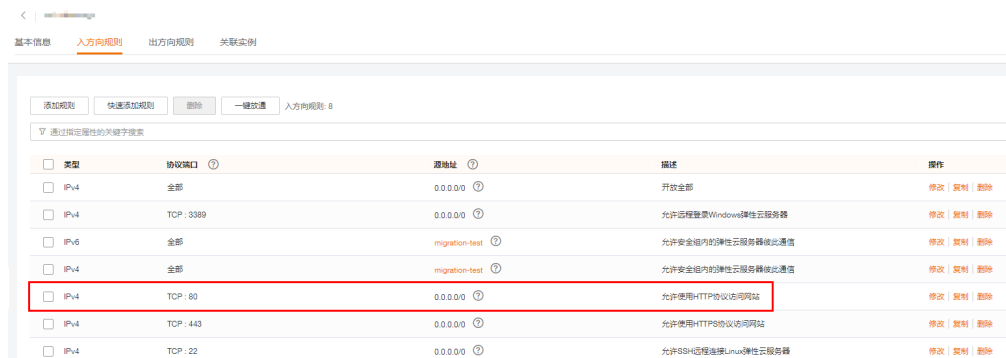 基本信息 入方向规则 出方向规则 关联实例
添加规则 快速添加规则 删除 一键放通 入方向规则: 8
通过指定属性的关键字搜索
类型 协议端口 源地址 描述 操作
IPv4 全部 0.0.0.0/0 开放全部 修改 复制 删除
IPv4 TCP : 3389 0.0.0.0/0 允许远程登录Windows弹性云服务器 修改 复制 删除
IPv6 全部 migration-test 允许安全组内的弹性云服务器彼此通信 修改 复制 删除
IPv4 全部 migration-test 允许安全组内的弹性云服务器彼此通信 修改 复制 删除
IPv4 TCP : 80 0.0.0.0/0 允许使用HTTP协议访问网站 修改 复制 删除
IPv4 TCP : 443 0.0.0.0/0 允许使用HTTPS协议访问网站 修改 复制 删除
IPv4 TCP : 22 0.0.0.0/0 允许SSH远程连接Linux弹性云服务器 修改 复制 删除